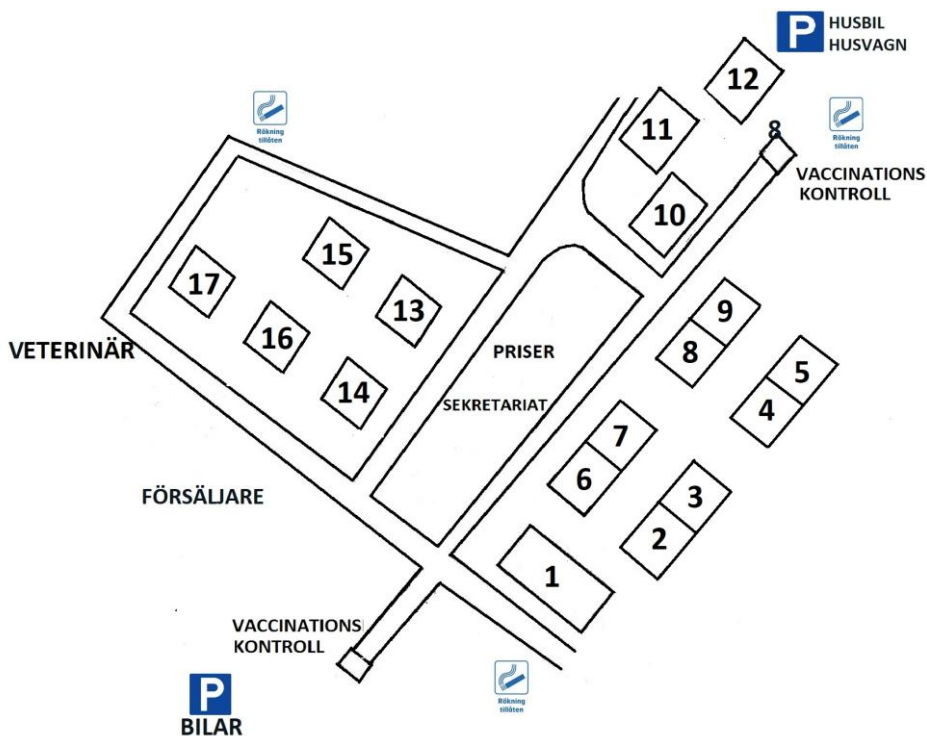 P HUSBIL
HUSVAGN
12
11
8
Rökning
tillåten
Rökning
tillåten
VACCINATIONS
KONTROLL
10
15
17
13
9
16
8
VETERINÄR
PRISER
5
14
SEKRETARIAT
4
7
6
3
FÖRSÄLJARE
2
1
VACCINATIONS
KONTROLL
Rökning
tillåten
P
BILAR